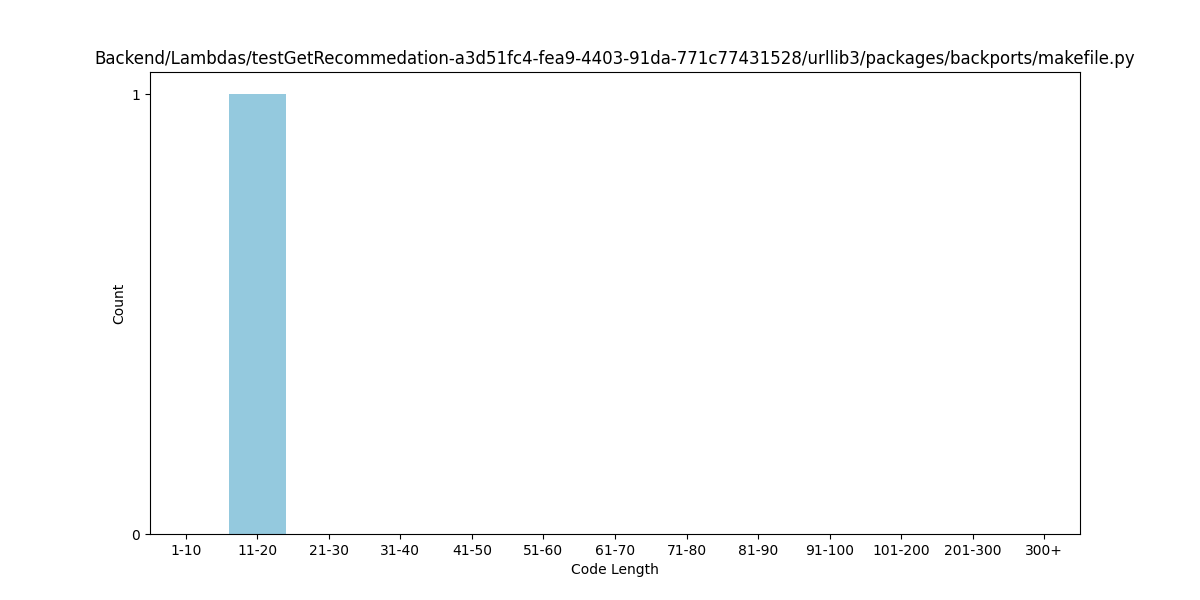 Backend/Lambdas/testGetRecommedation-a3d51fc4-fea9-4403-91da-771c77431528/urllib3/packages/backports/makefile.py
1
Count
0
1-10 11-20 21-30 31-40 41-50 51-60 61-70 71-80 81-90 91-100 101-200 201-300 300+
Code Length